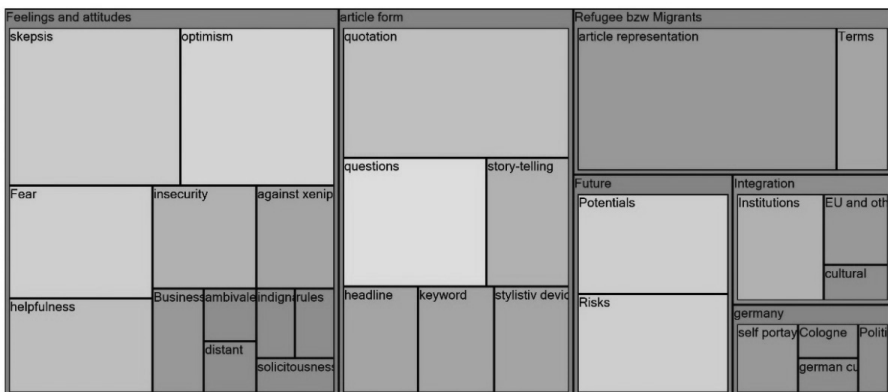 Feelings and attitudes
skepsis
optimism
Fear
insecurity
against xenip
helpfulness
Business
ambivale
indigna
rules
distant
solicitousness
article form
quotation
questions
story-telling
headline
keyword
stylistiv devic
Refugee bzw Migrants
article representation
Terms
Future
Potentials
Risks
Integration
Institutions
EU and oth
cultural
germany
self portay
Cologne
Politi
german cu